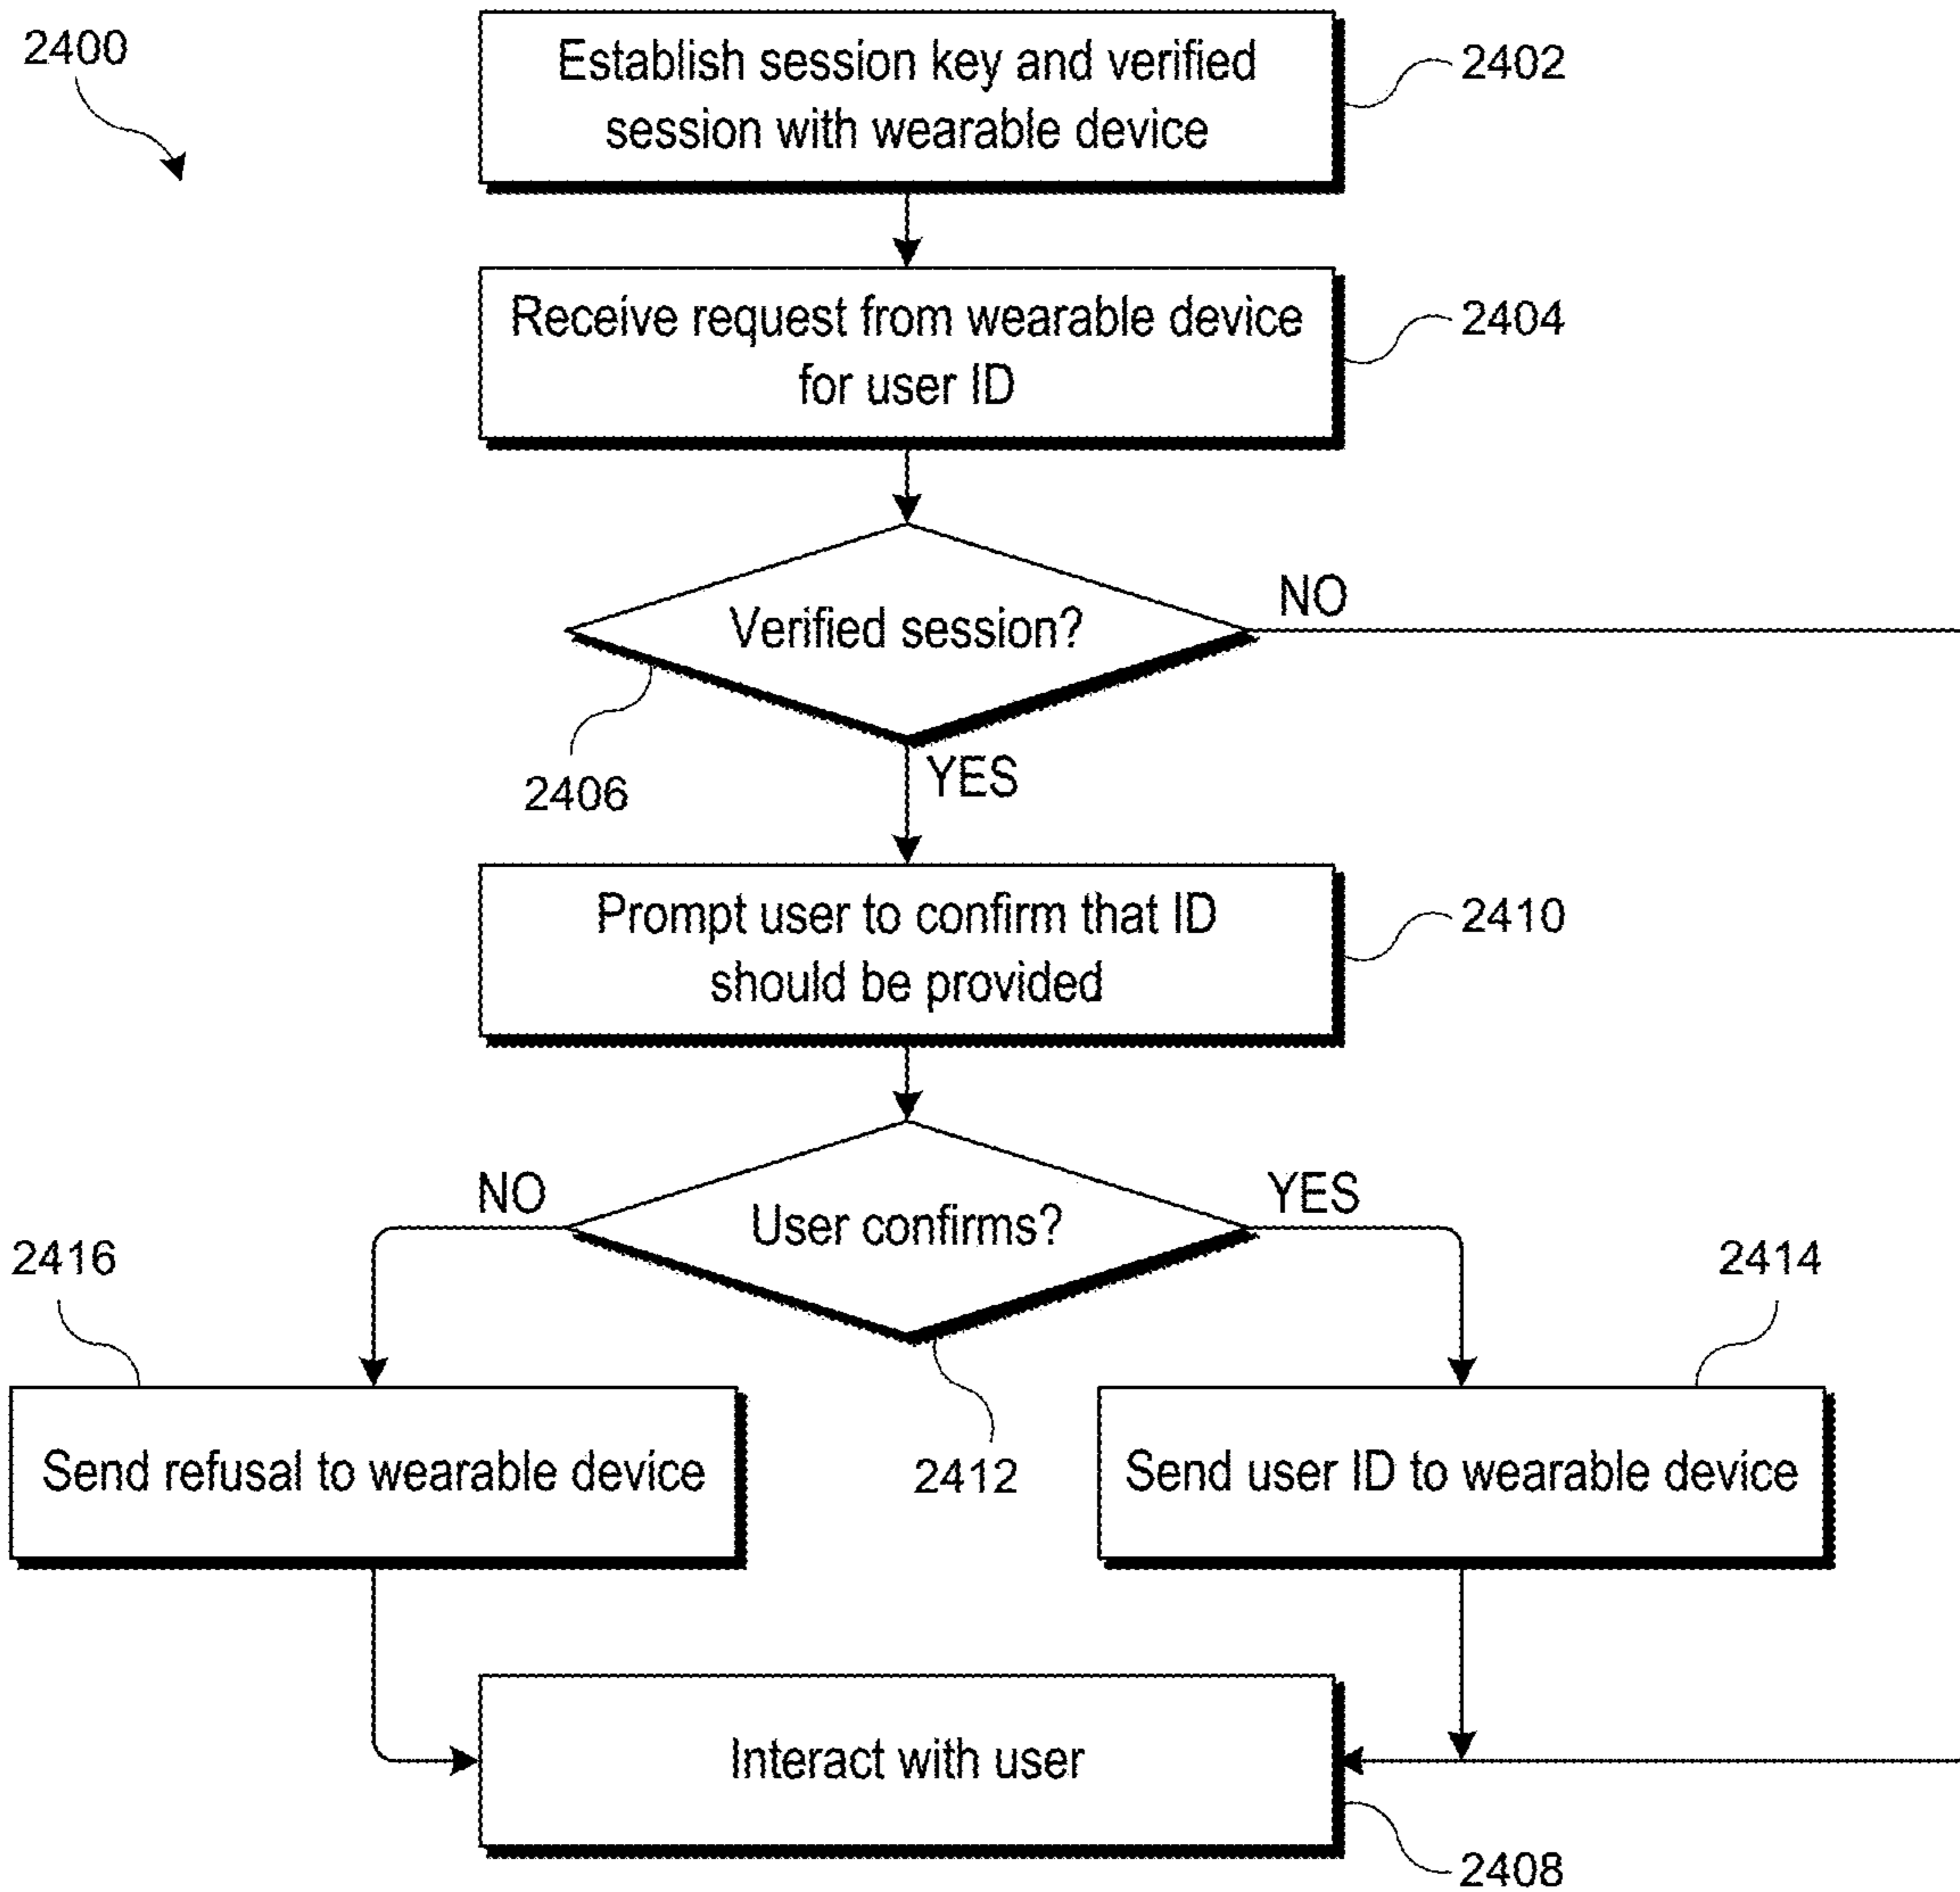 2400
Establish session key and verified
session with wearable device
2402
Receive request from wearable device
for user ID
2404
Verified session?
NO
2406
YES
Prompt user to confirm that ID
should be provided
2410
NO
User confirms?
YES
2416
2414
Send refusal to wearable device
2412
Send user ID to wearable device
Interact with user
2408